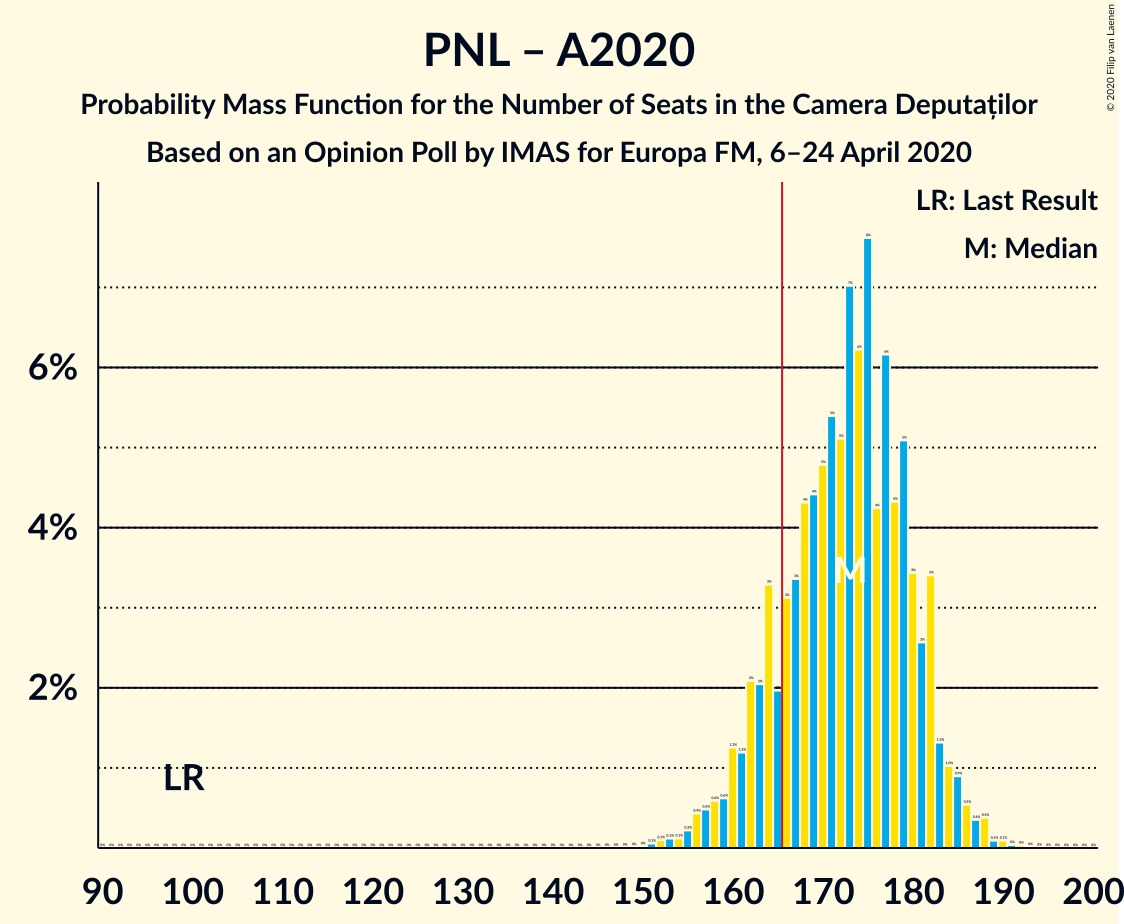 PNL – A2020
Probability Mass Function for the Number of Seats in the Camera Deputaților
Based on an Opinion Poll by IMAS for Europa FM, 6–24 April 2020
© 2020 Filip van Laenen
LR: Last Result
M: Median
6%
4%
2%
LR
M
90 100 110 120 130 140 150 160 170 180 190 200